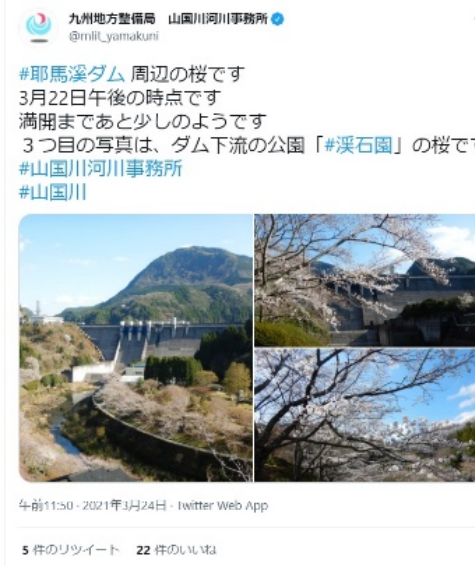 九州地方整備局 山国川河川事務所
@mlit_yamakuni
#耶馬溪ダム 周辺の桜です
3月22日午後の時点です
満開まであと少しのようです
3つ目の写真は、ダム下流の公園「#渓石園」の桜です
#山国川河川事務所
#山国川
午前11:50 · 2021年3月24日 · Twitter Web App
5 件のリツイート 22 件のいいね